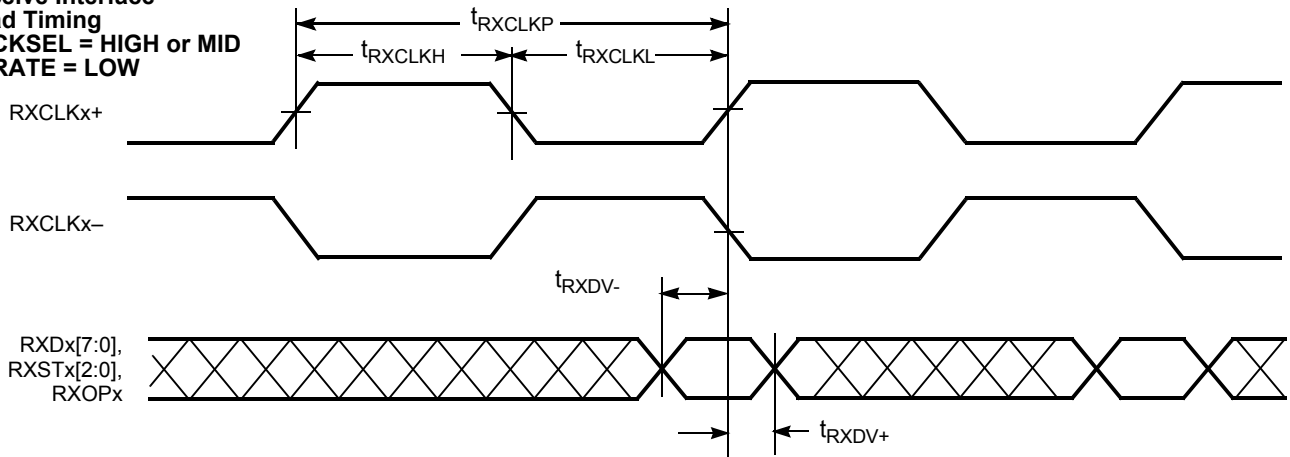 ad Timing
CKSEL = HIGH or MID
RATE = LOW
tRXCLKP
tRXCLKH
tRXCLKL
RXCLKx+
RXCLKx–
tRXDV-
RXDx[7:0],
RXSTx[2:0],
RXOPx
tRXDV+